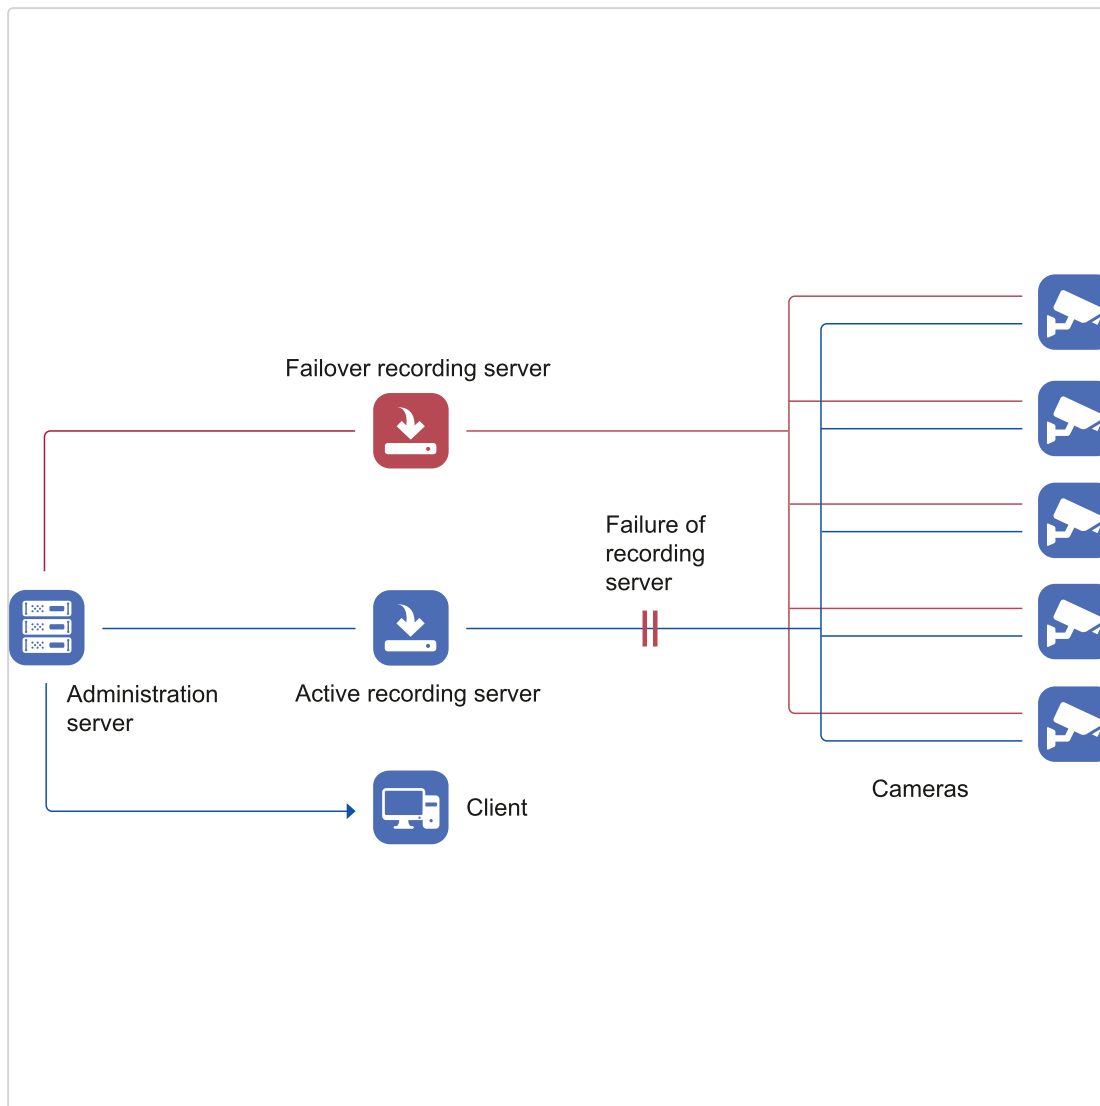 Failover recording server
Failure of
recording
server
Administration
server
Active recording server
Client
Cameras